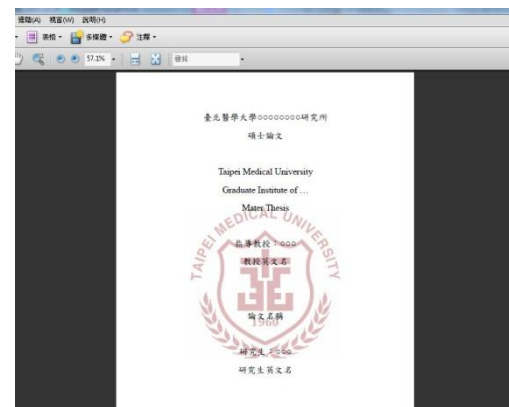 進階(A) 視窗(W) 說明(H)
表格 多媒體 注釋
57.1% 尋找
臺北醫學大學○○○○○○○○研究所
碩士論文
Taipei Medical University
Graduate Institute of …
Mater Thesis
TAIPEI MEDICAL UNIVERSITY
指導教授：○○○
教授英文名
論文名稱
1960
研究生：○○○
研究生英文名